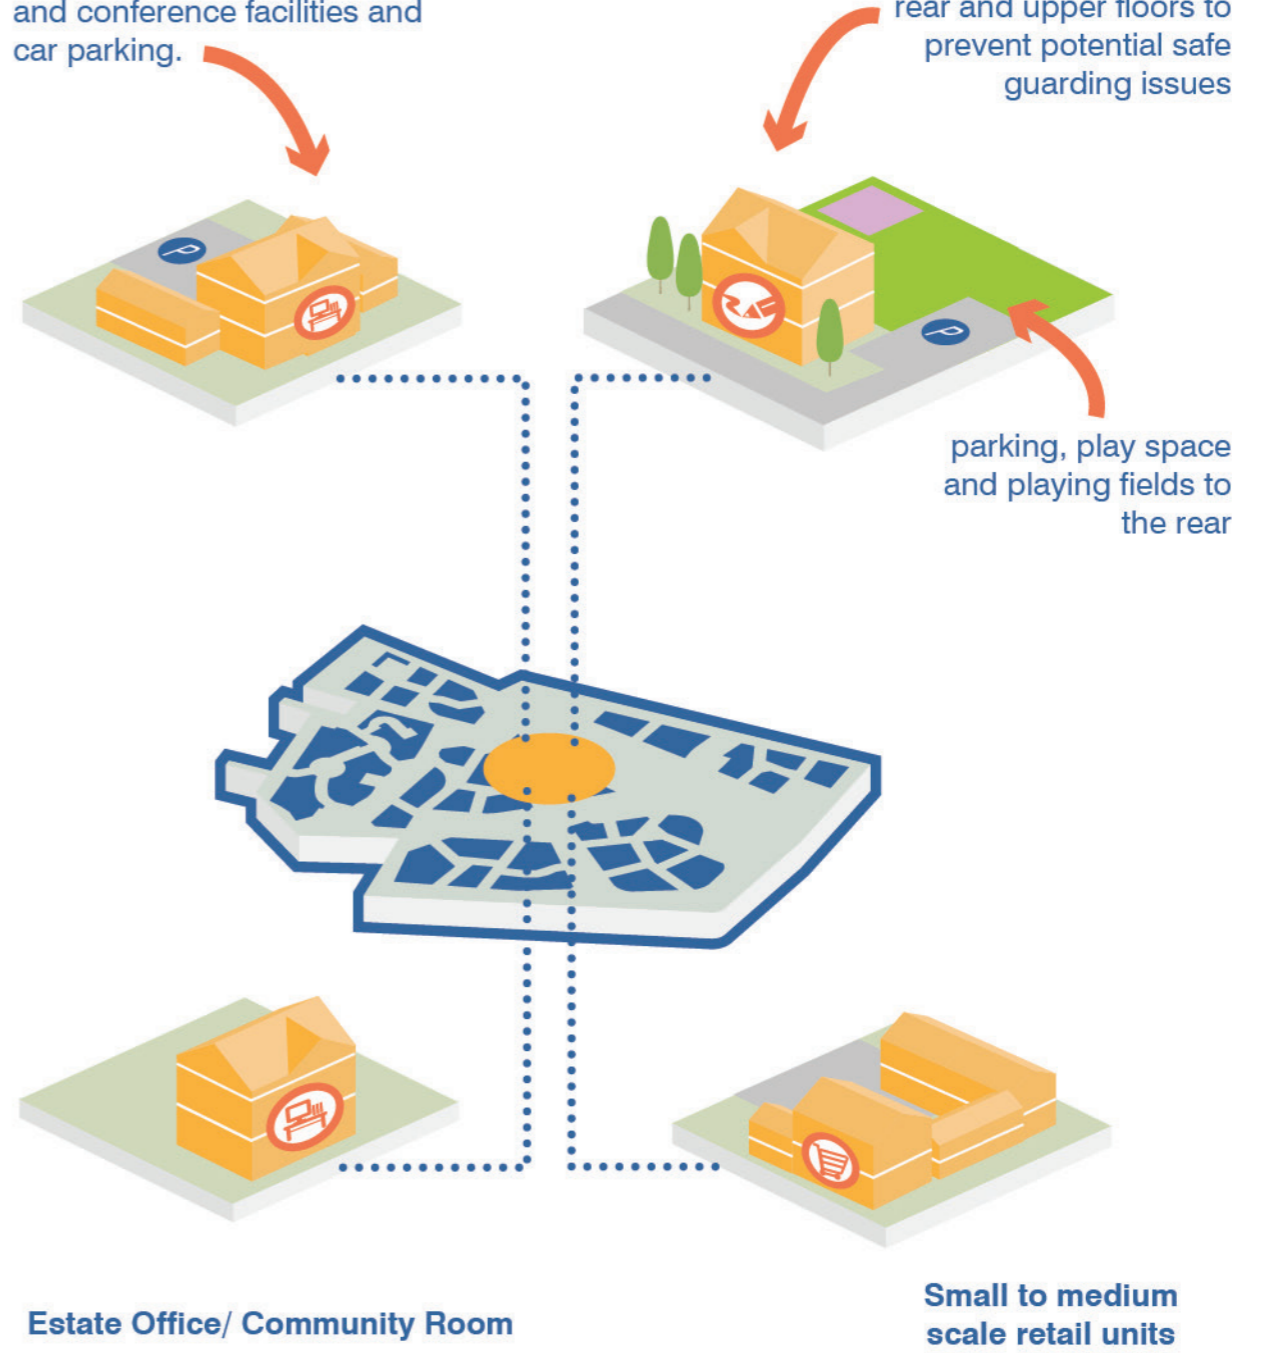 and conference facilities and
car parking.
rear and upper floors to
prevent potential safe
guarding issues
P
P
parking, play space
and playing fields to
the rear
Estate Office/ Community Room
Small to medium
scale retail units